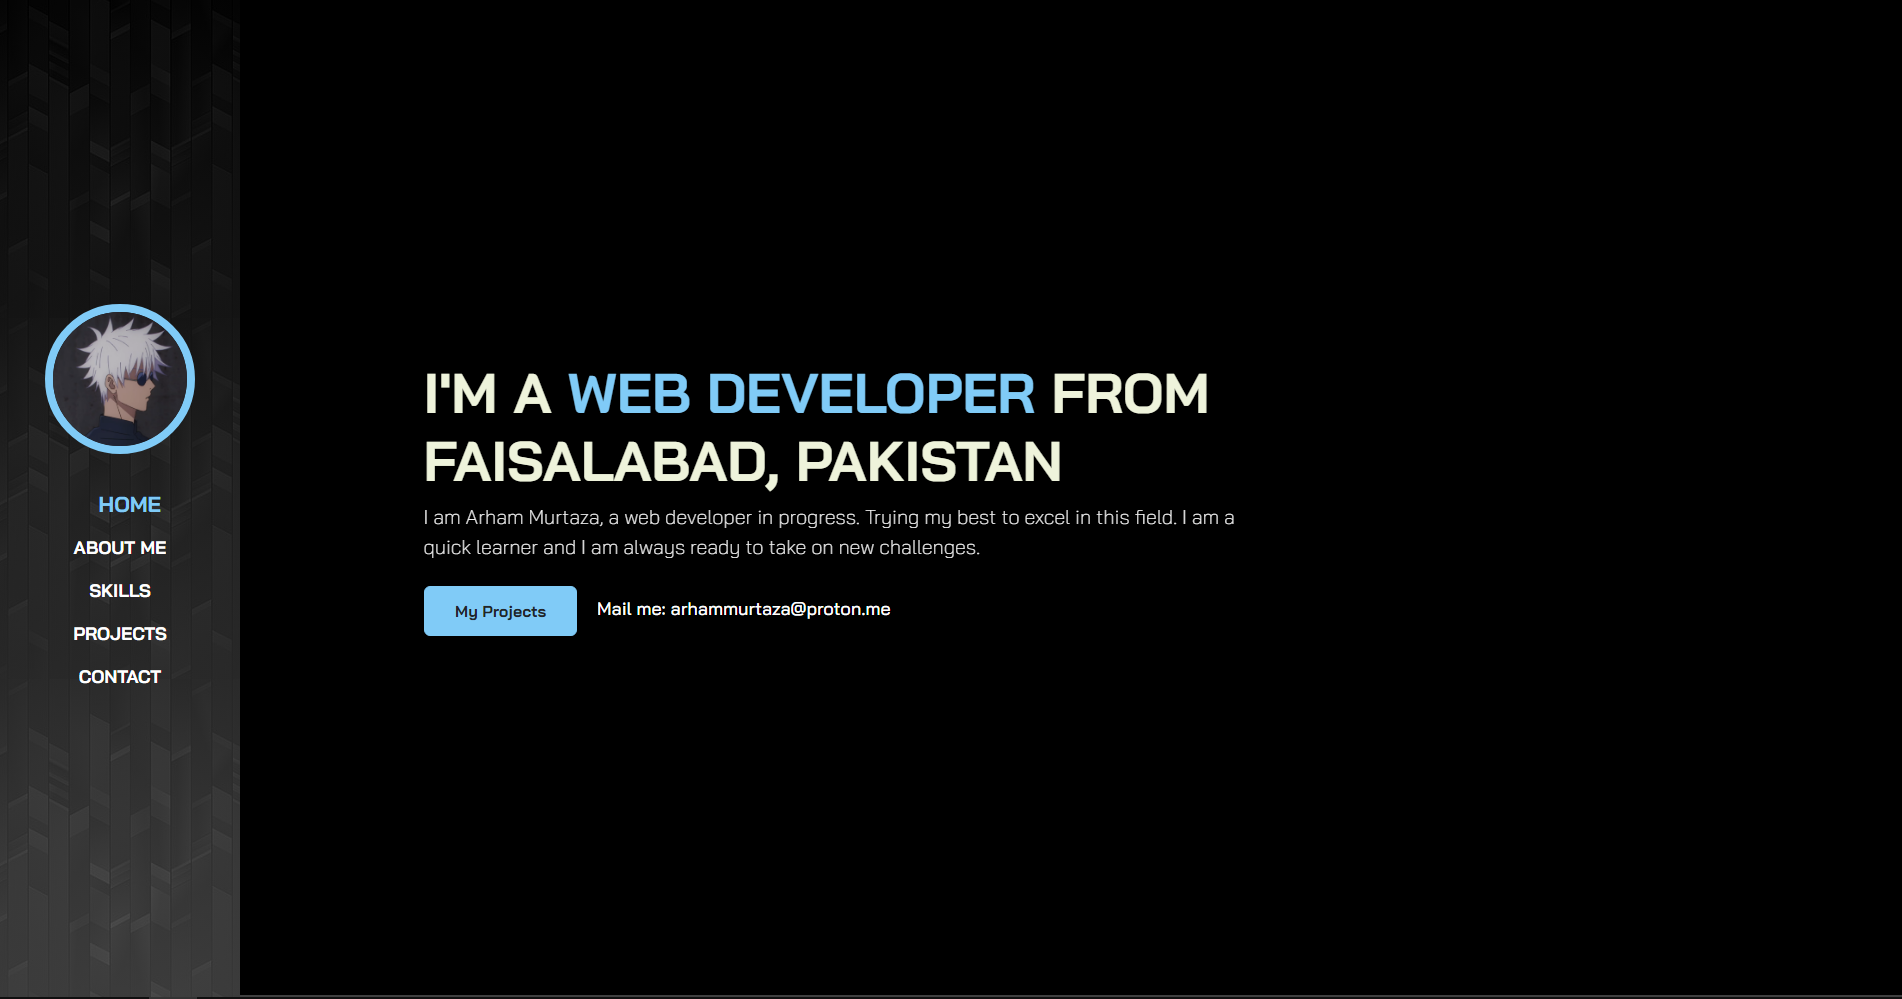 HOME
ABOUT ME
SKILLS
PROJECTS
CONTACT
I'M A WEB DEVELOPER FROM
FAISALABAD, PAKISTAN
I am Arham Murtaza, a web developer in progress. Trying my best to excel in this field. I am a
quick learner and I am always ready to take on new challenges.
My Projects
Mail me: arhammurtaza@proton.me